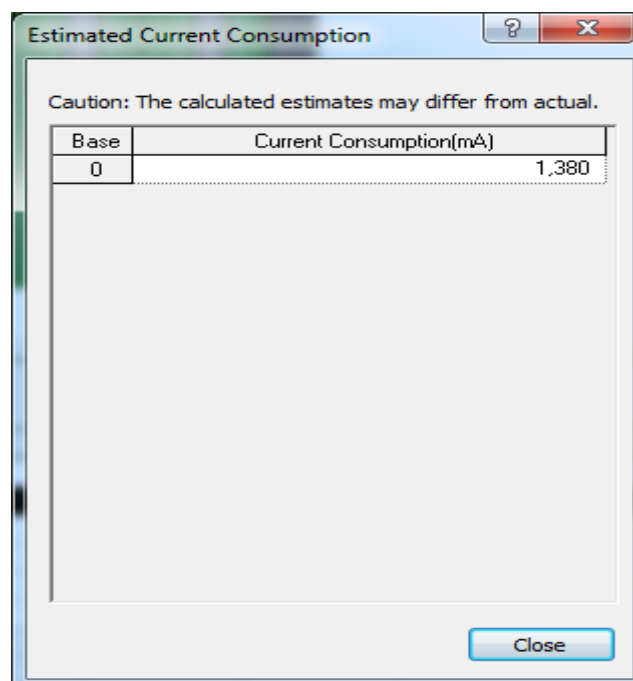 Estimated Current Consumption
Caution: The calculated estimates may differ from actual.
Base Current Consumption(mA)
0 1,380
Close